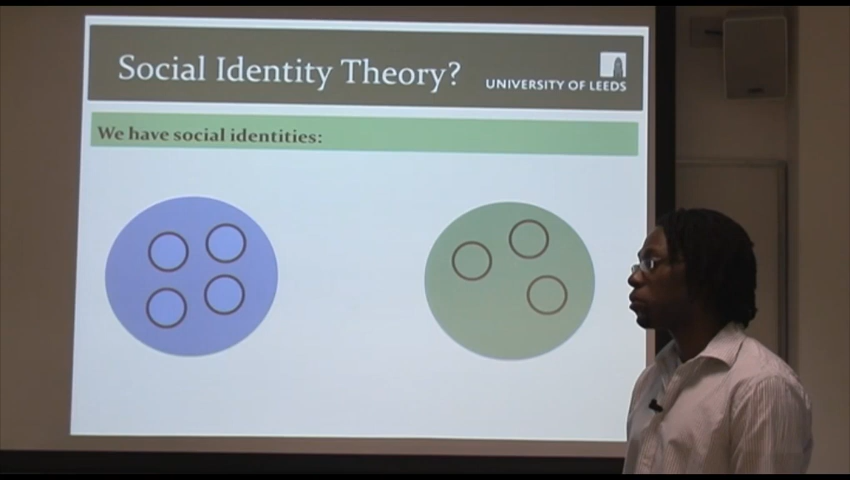 Social Identity Theory?
UNIVERSITY OF LEEDS
We have social identities: